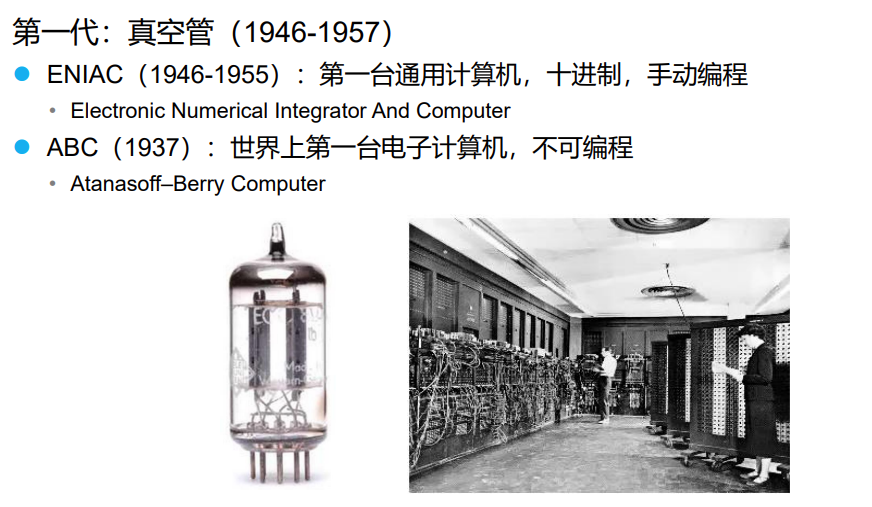 第一代：真空管（1946-1957）
ENIAC（1946-1955）：第一台通用计算机，十进制，手动编程
Electronic Numerical Integrator And Computer
ABC（1937）：世界上第一台电子计算机，不可编程
Atanasoff–Berry Computer